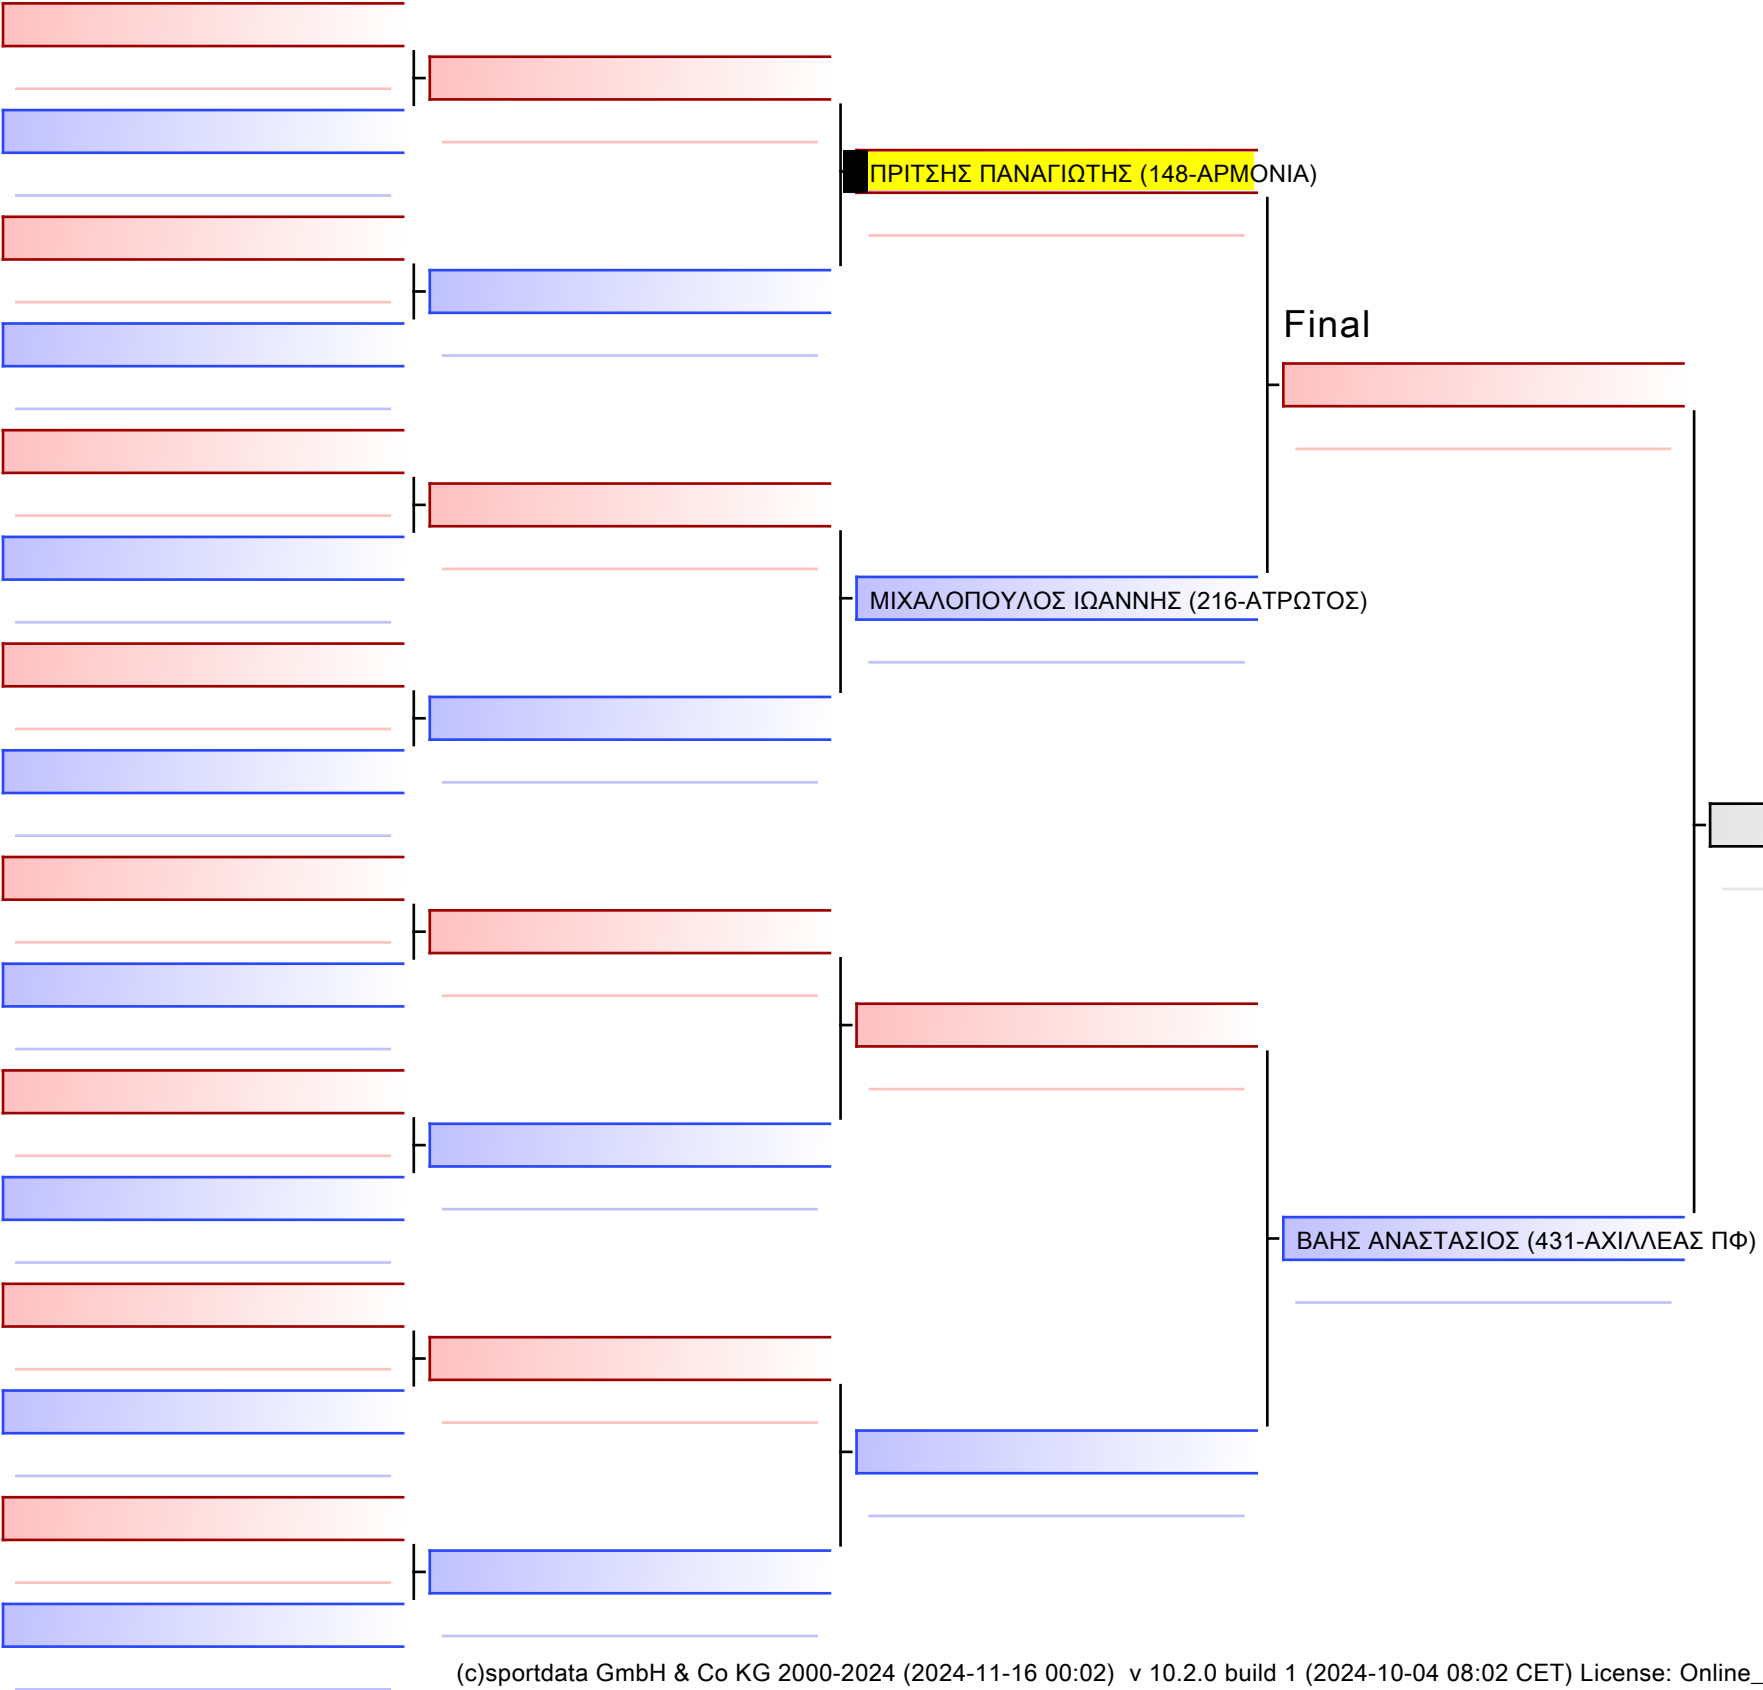 ΠΡΙΤΣΗΣ ΠΑΝΑΓΙΩΤΗΣ (148-ΑΡΜΟΝΙΑ)
Final
ΜΙΧΑΛΟΠΟΥΛΟΣ ΙΩΑΝΝΗΣ (216-ΑΤΡΩΤΟΣ)
ΒΑΗΣ ΑΝΑΣΤΑΣΙΟΣ (431-ΑΧΙΛΛΕΑΣ ΠΦ)
(c)sportdata GmbH & Co KG 2000-2024 (2024-11-16 00:02) v 10.2.0 build 1 (2024-10-04 08:02 CET) License: Online_